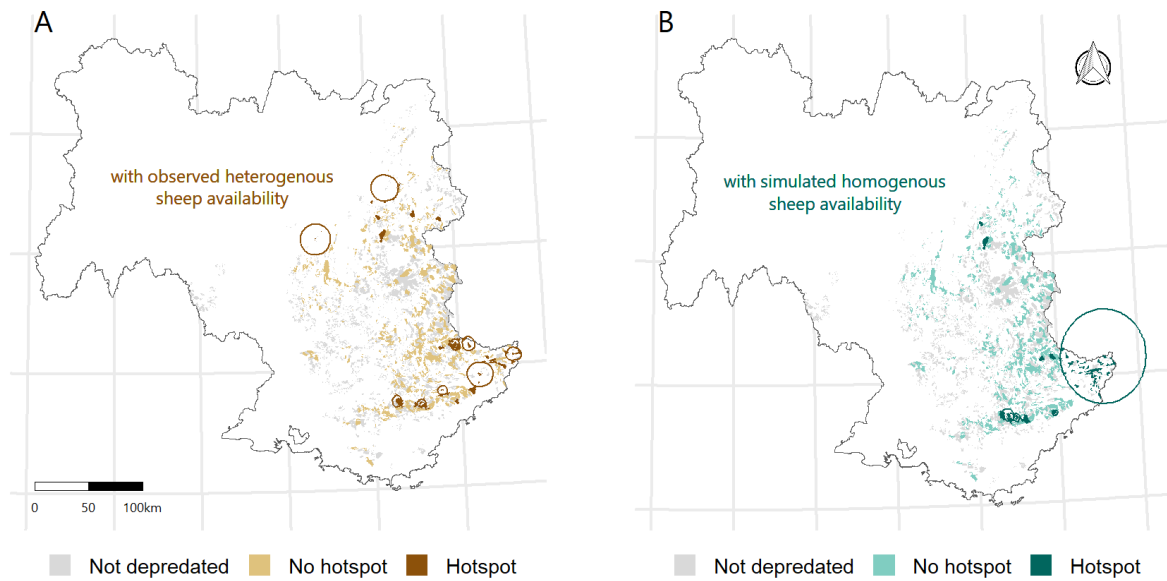 A
B
with observed heterogenous
sheep availability
with simulated homogenous
sheep availability
0 50 100km
Not depredated No hotspot Hotspot
Not depredated No hotspot Hotspot